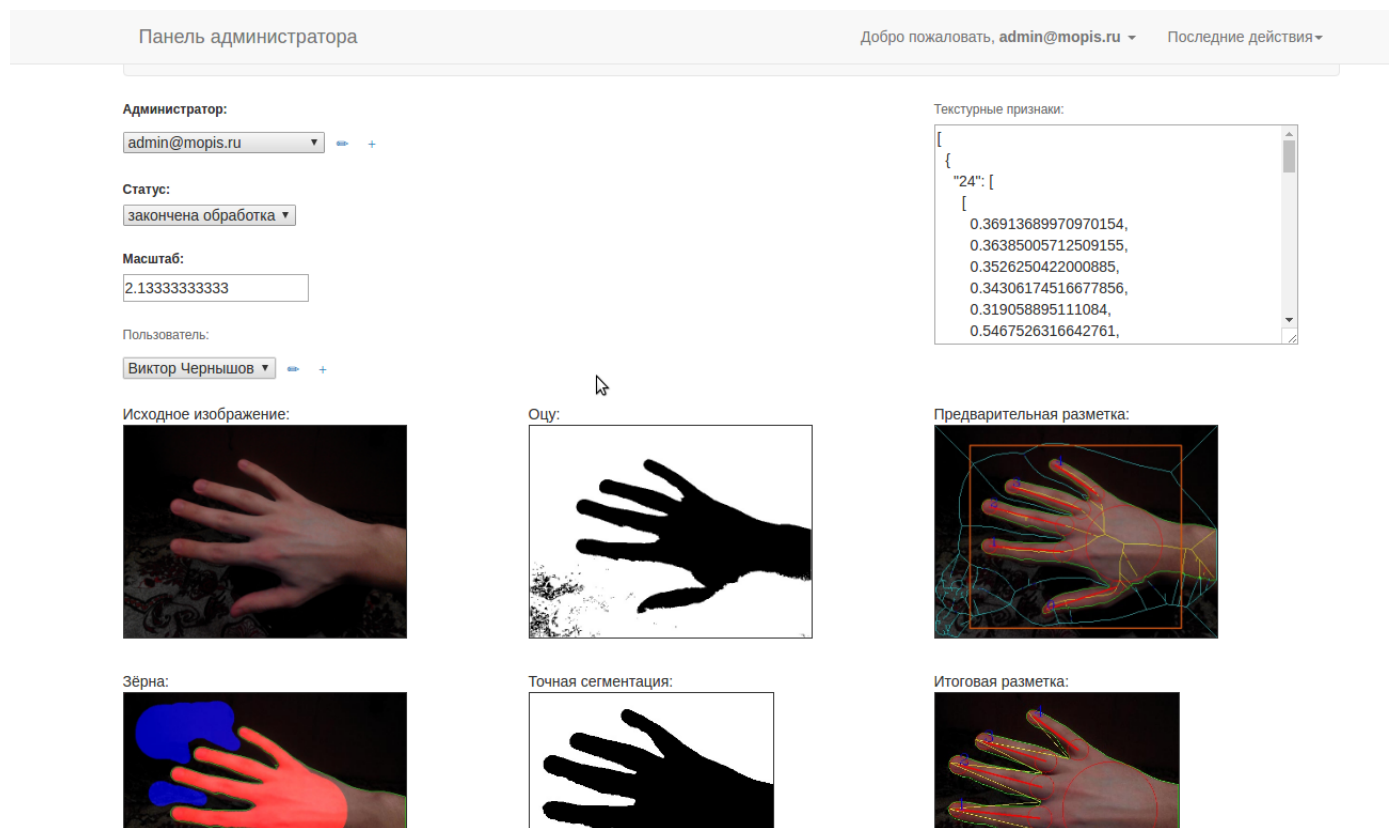 Панель администратора
Добро пожаловать, admin@mopis.ru
Последние действия
Администратор:
admin@mopis.ru
+
Статус:
закончена обработка
Масштаб:
2.13333333333
Пользователь:
Виктор Чернышов
+
Текстурные признаки:
[
{
"24": [
[
0.36913689970970154,
0.36385005712509155,
0.3526250422000885,
0.34306174516677856,
0.319058895111084,
0.5467526316642761,
Исходное изображение:
Оцу:
Предварительная разметка:
Зёрна:
Точная сегментация:
Итоговая разметка: